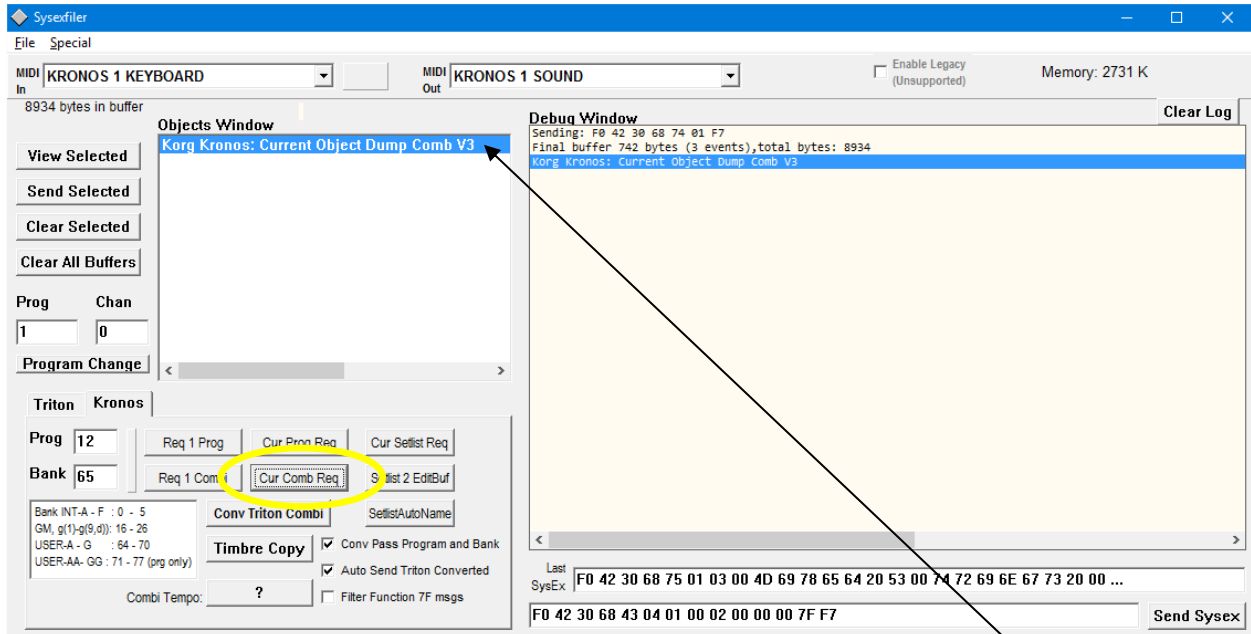 Sysexfiler
File Special
MIDI In KRONOS 1 KEYBOARD
MIDI Out KRONOS 1 SOUND
Enable Legacy
(Unsupported)
Memory: 2731 K
8934 bytes in buffer
Objects Window
Korg Kronos: Current Object Dump Comb V3
Debug Window
Clear Log
Sending: F0 42 30 68 74 01 F7
Final buffer 742 bytes (3 events),total bytes: 8934
Korg Kronos: Current Object Dump Comb V3
View Selected
Send Selected
Clear Selected
Clear All Buffers
Prog Chan
1 0
Program Change
Triton Kronos
Prog 12 Req 1 Prog Cur Prog Req Cur Setlist Req
Bank 65 Req 1 Combi Cur Comb Req Setlist 2 EditBuf
Bank INT-A - F : 0 - 5
GM, g(1)-g(9,d)): 16 - 26
USER-A - G : 64 - 70
USER-AA- GG : 71 - 77 (prg only)
Conv Triton Combi SetlistAutoName
Timbre Copy Conv Pass Program and Bank
Auto Send Triton Converted
Combi Tempo: ? Filter Function 7F msgs
Last SysEx F0 42 30 68 75 01 03 00 4D 69 78 65 64 20 53 00 74 72 69 6E 67 73 20 00 ...
F0 42 30 68 43 04 01 00 02 00 00 00 7F F7 Send Sysex